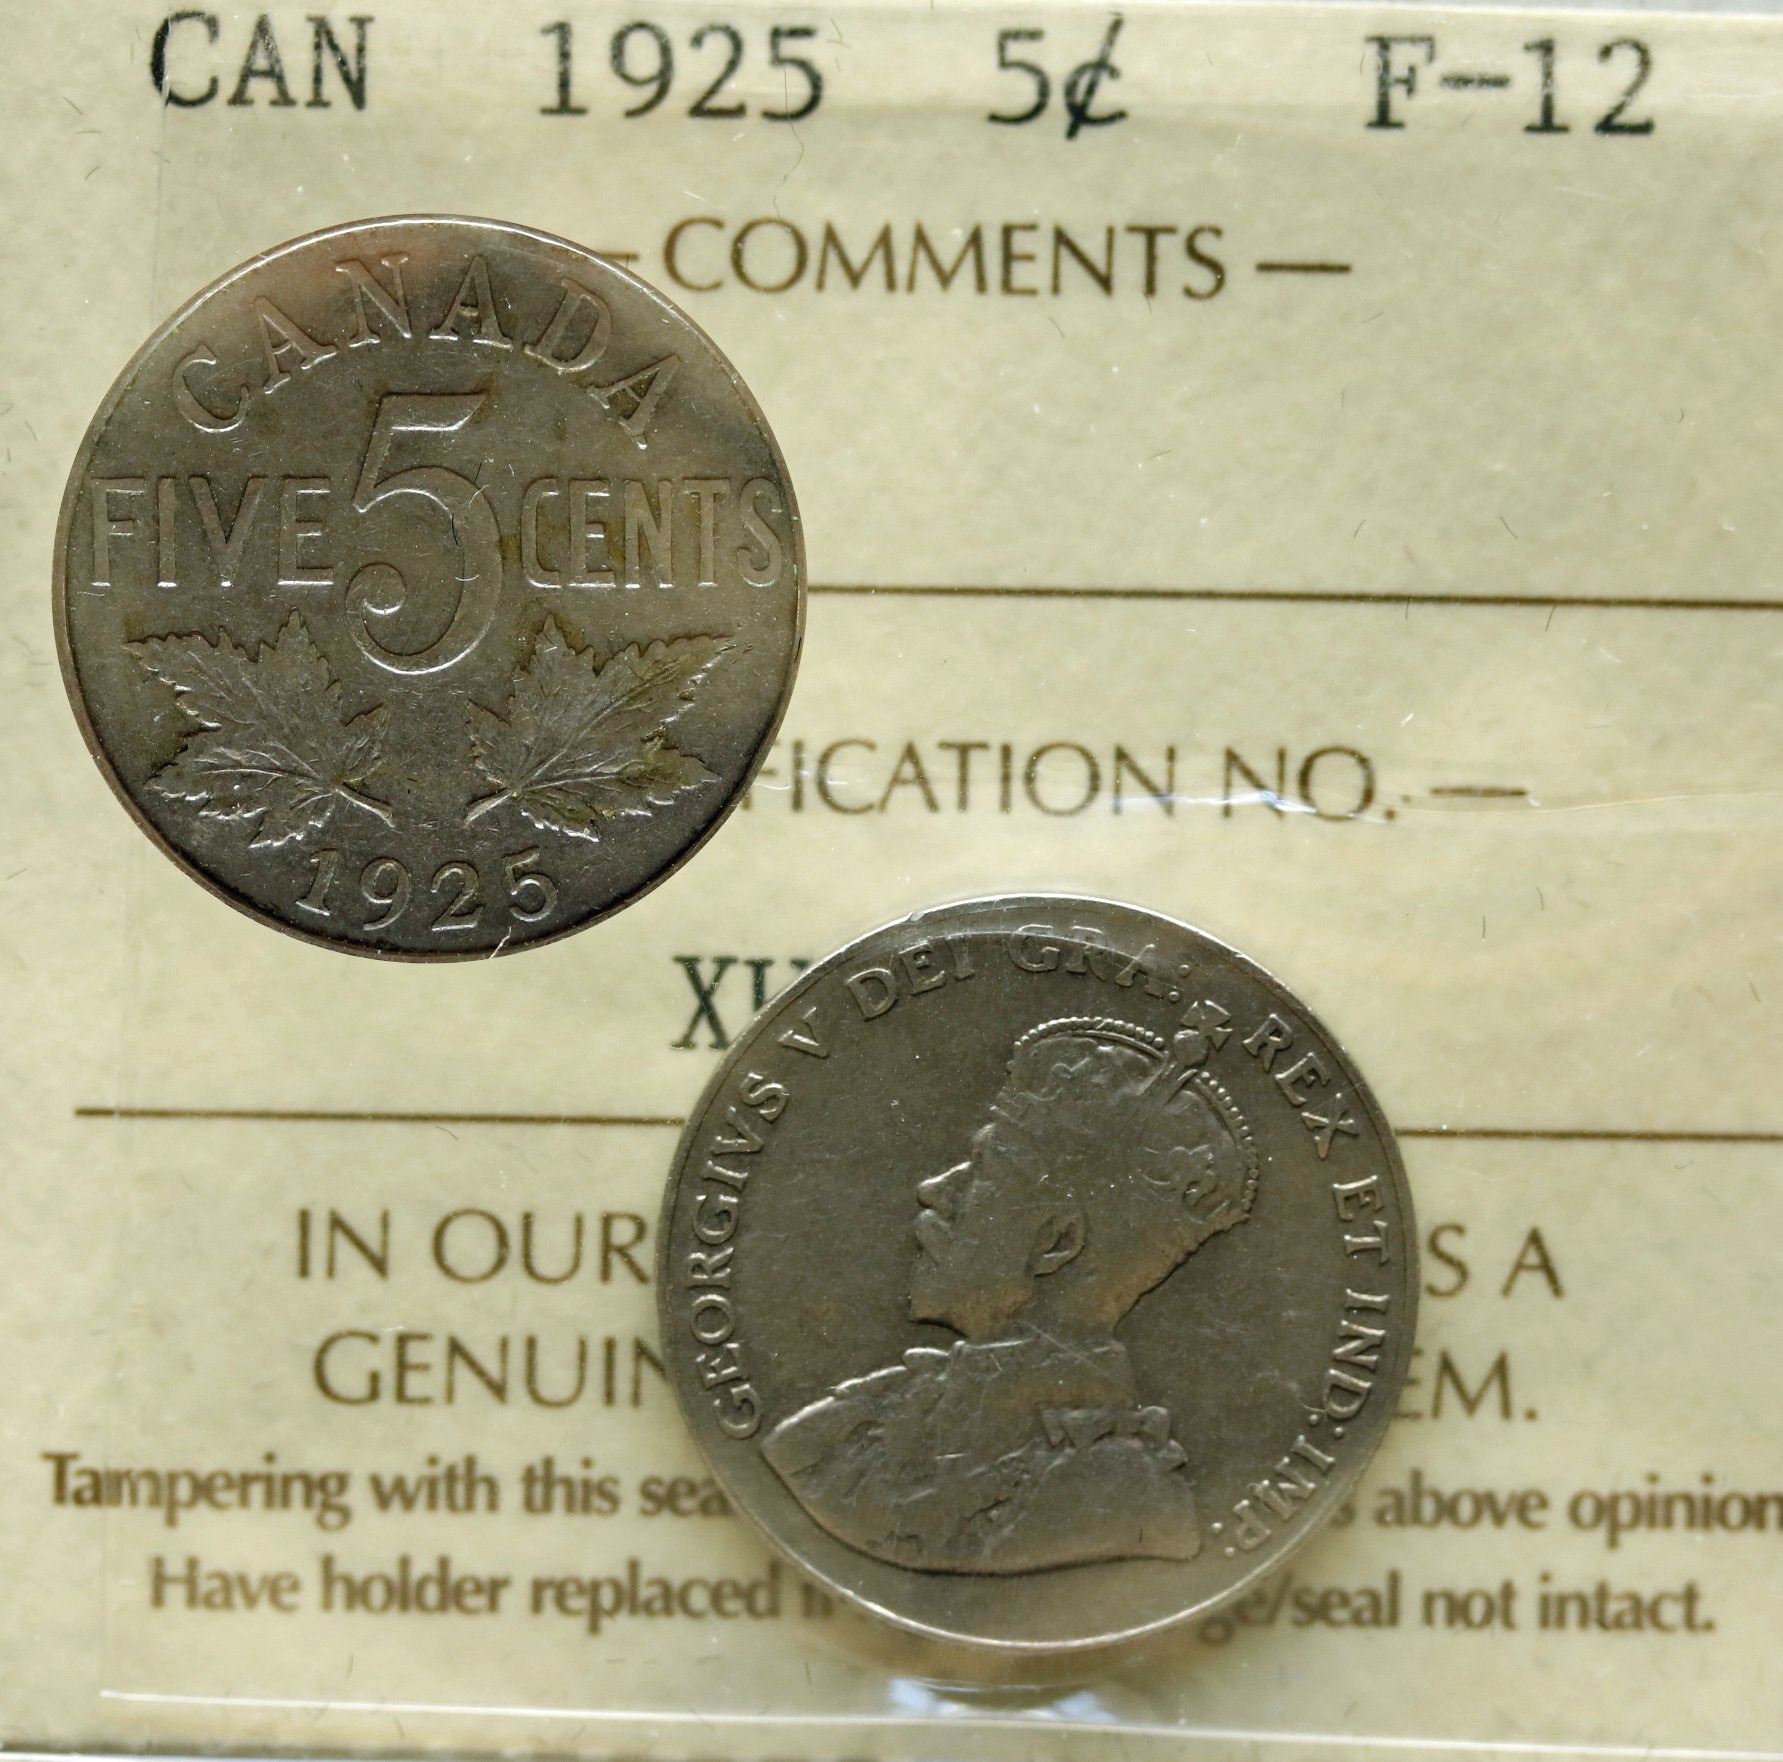 CAN 1925 5¢ F-12
— COMMENTS —
CANADA
FIVE 5 CENTS
1925
FICATION NO. —
GEORGIVS V DEI GRA: REX ET IND: IMP:
IN OUR S A
GENUIN EM.
Tampering with this sea s above opinion
Have holder replaced i ge/seal not intact.